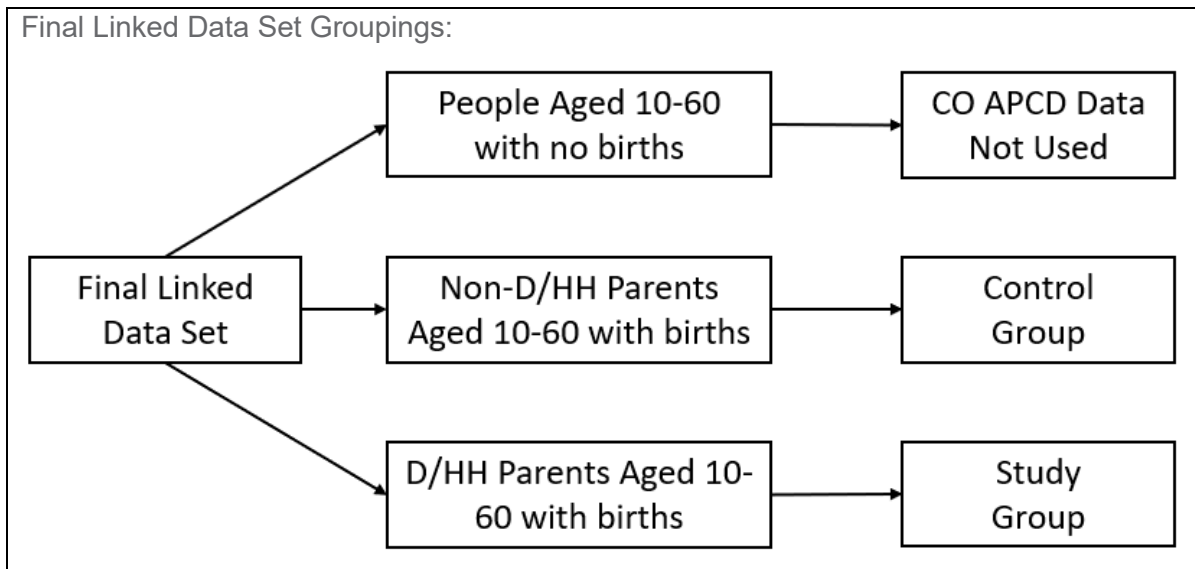 Final Linked Data Set Groupings:
People Aged 10-60
with no births
CO APCD Data
Not Used
Final Linked
Data Set
Non-D/HH Parents
Aged 10-60 with births
Control
Group
D/HH Parents Aged 10-
60 with births
Study
Group